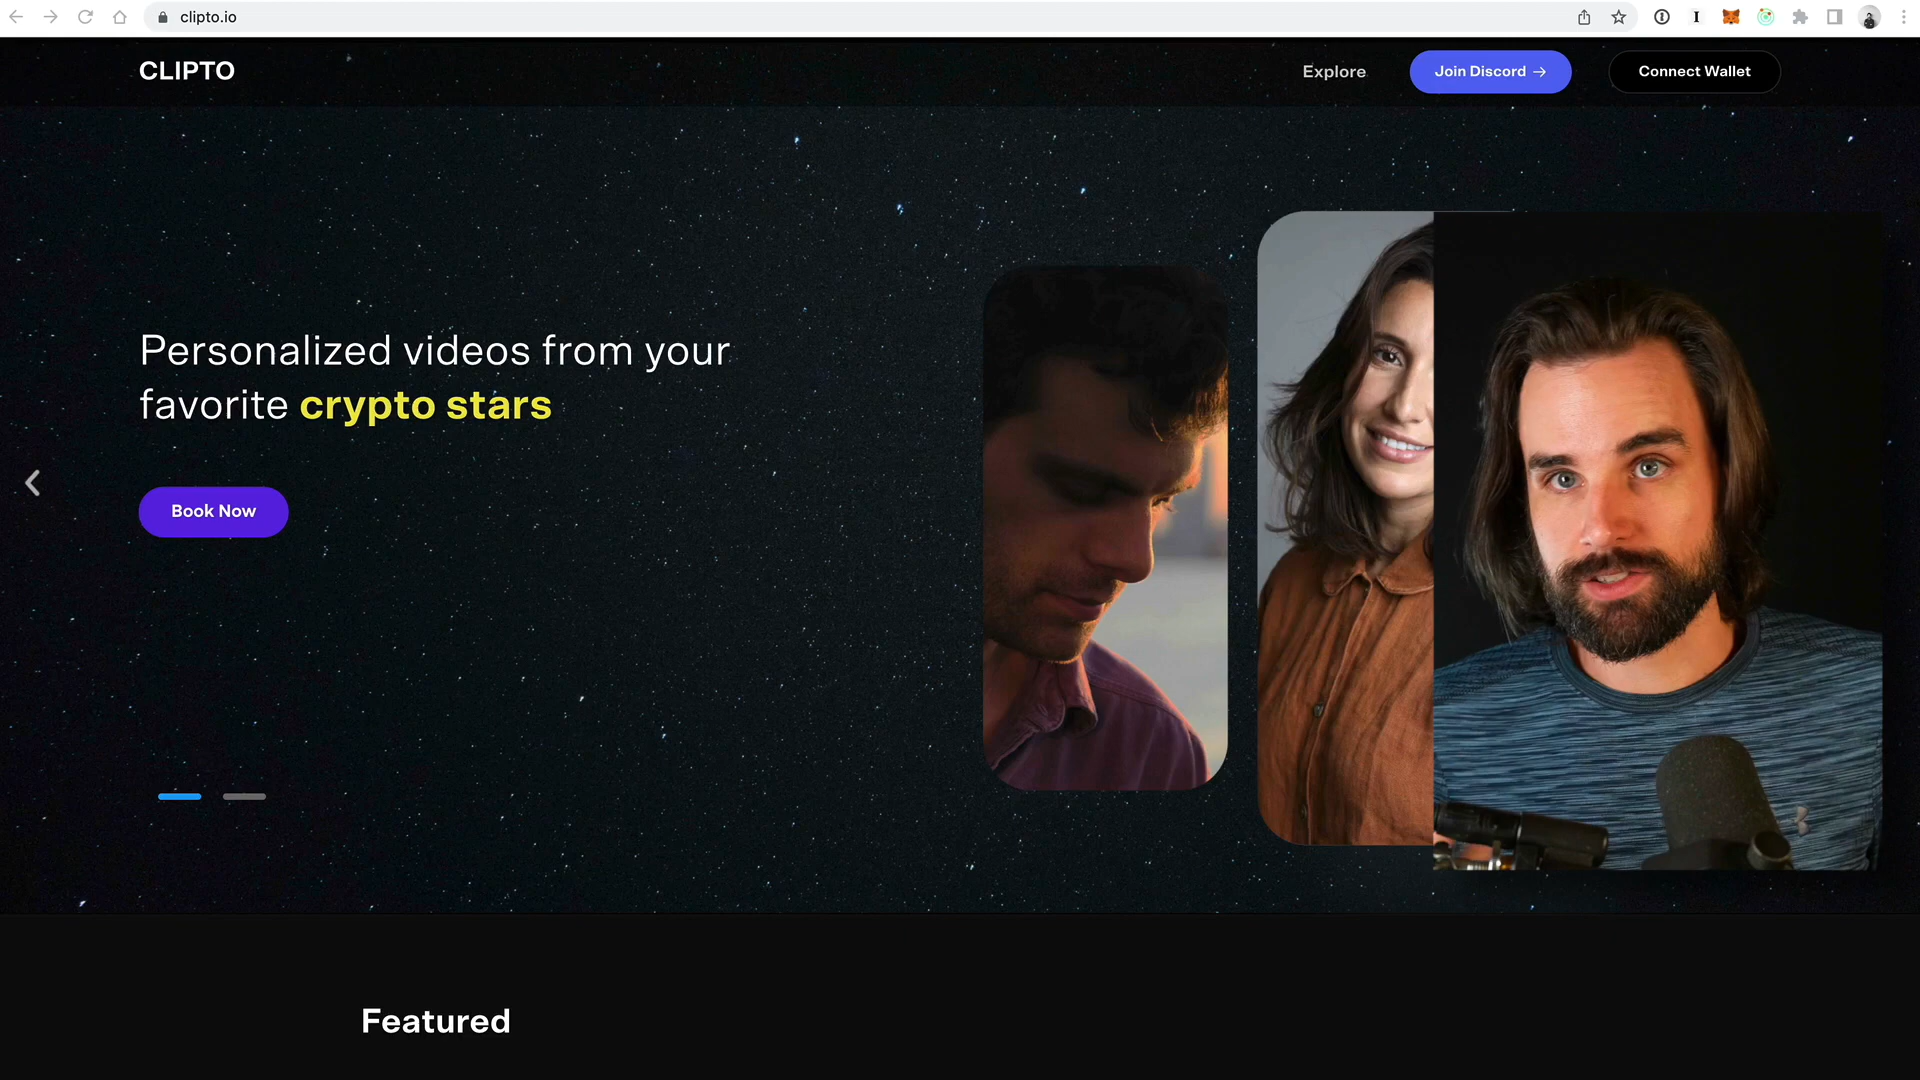 clipto.io
CLIPTO
Explore
Join Discord →
Connect Wallet
Personalized videos from your
favorite crypto stars
Book Now
Featured